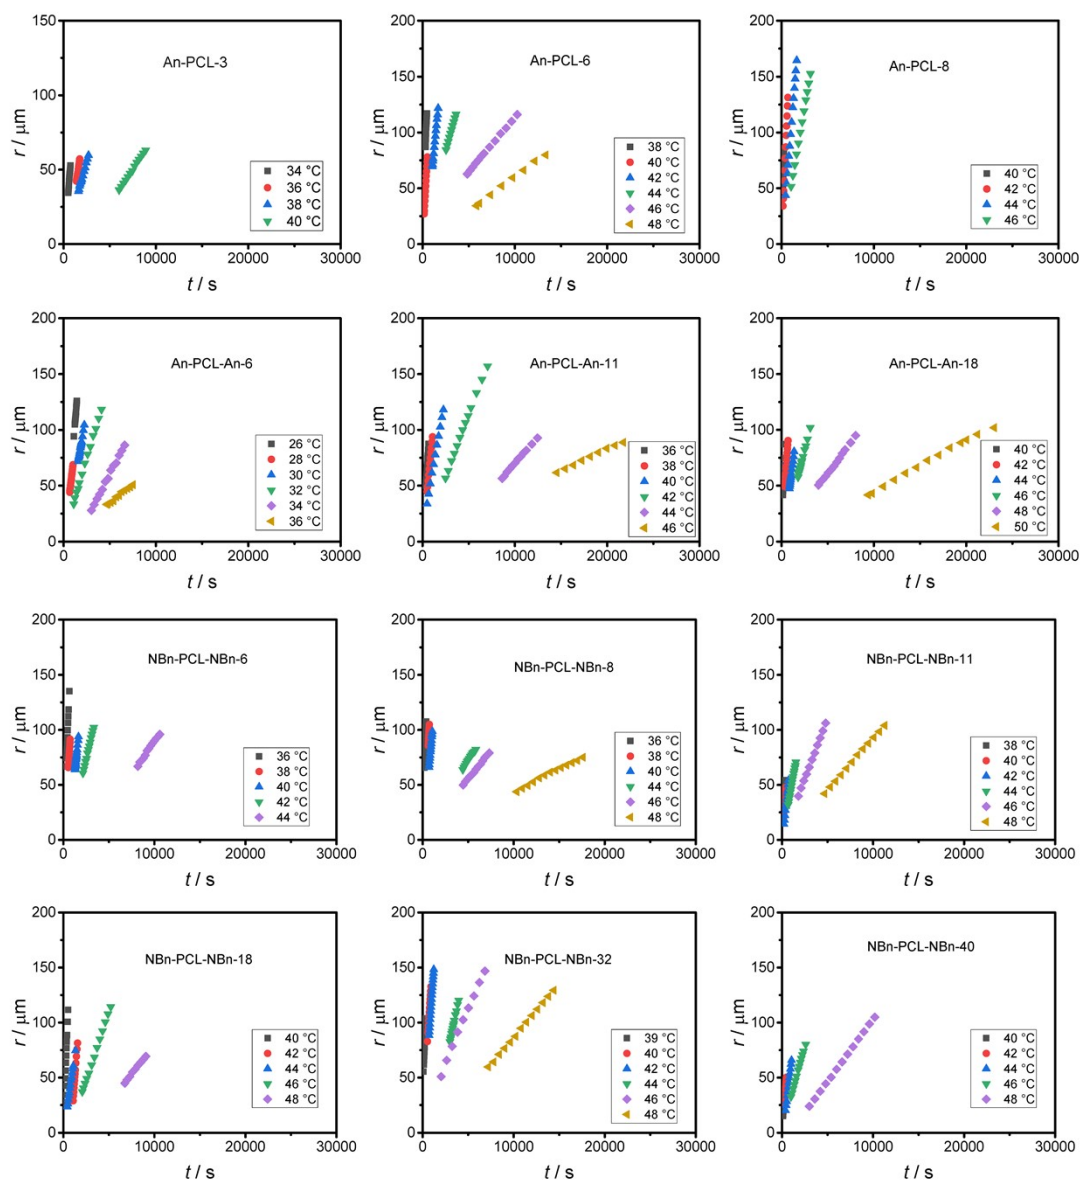 An-PCL-3
r / μm
150
100
50
0
0 10000 20000 30000
t / s
34 °C
36 °C
38 °C
40 °C
An-PCL-6
r / μm
200
150
100
50
0
0 10000 20000 30000
t / s
38 °C
40 °C
42 °C
44 °C
46 °C
48 °C
An-PCL-8
r / μm
200
150
100
50
0
0 10000 20000 30000
t / s
40 °C
42 °C
44 °C
46 °C
An-PCL-An-6
r / μm
200
150
100
50
0
0 10000 20000 30000
t / s
26 °C
28 °C
30 °C
32 °C
34 °C
36 °C
An-PCL-An-11
r / μm
200
150
100
50
0
0 10000 20000 30000
t / s
36 °C
38 °C
40 °C
42 °C
44 °C
46 °C
An-PCL-An-18
r / μm
200
150
100
50
0
0 10000 20000 30000
t / s
40 °C
42 °C
44 °C
46 °C
48 °C
50 °C
NBn-PCL-NBn-6
r / μm
200
150
100
50
0
0 10000 20000 30000
t / s
36 °C
38 °C
40 °C
42 °C
44 °C
NBn-PCL-NBn-8
r / μm
200
150
100
50
0
0 10000 20000 30000
t / s
36 °C
38 °C
40 °C
44 °C
46 °C
48 °C
NBn-PCL-NBn-11
r / μm
200
150
100
50
0
0 10000 20000 30000
t / s
38 °C
40 °C
42 °C
44 °C
46 °C
48 °C
NBn-PCL-NBn-18
r / μm
200
150
100
50
0
0 10000 20000 30000
t / s
40 °C
42 °C
44 °C
46 °C
48 °C
NBn-PCL-NBn-32
r / μm
200
150
100
50
0
0 10000 20000 30000
t / s
39 °C
40 °C
42 °C
44 °C
46 °C
48 °C
NBn-PCL-NBn-40
r / μm
200
150
100
50
0
0 10000 20000 30000
t / s
40 °C
42 °C
44 °C
46 °C
48 °C